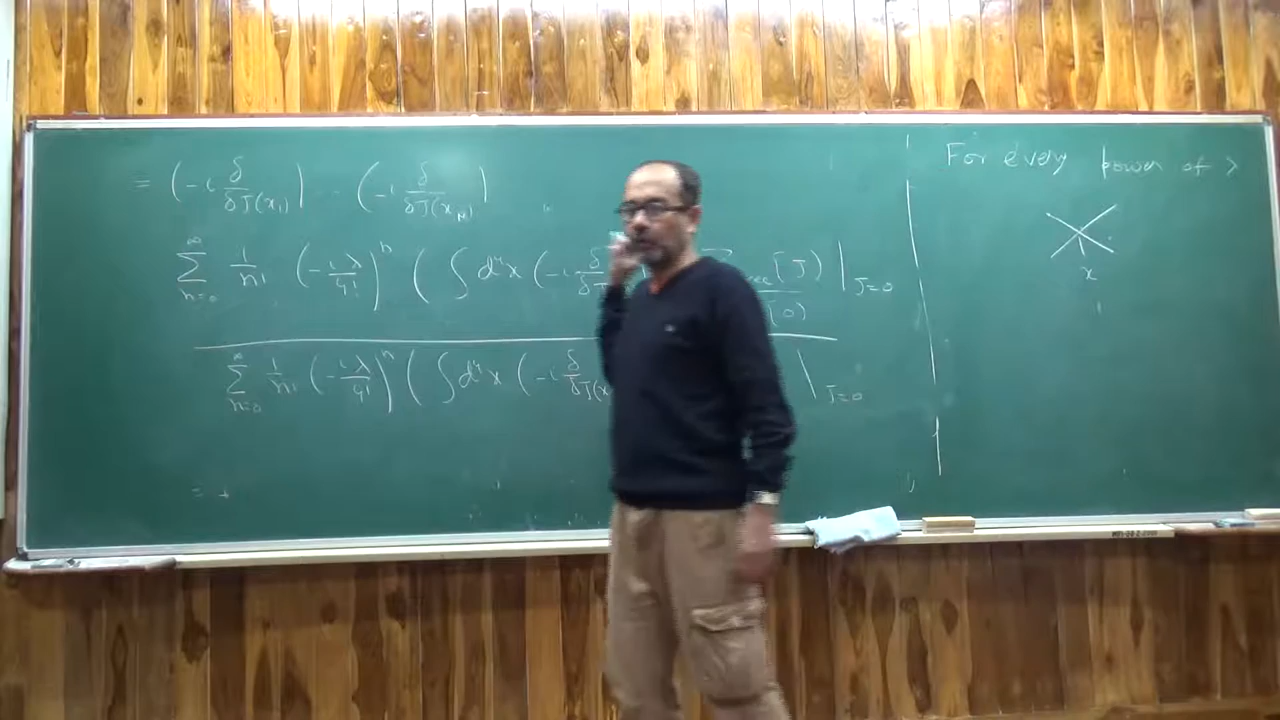 = (-i δ/δJ(x₁)) - - (-i δ/δJ(x_M))
∑_{n=0}^∞ 1/n! (-iλ/4!)^n ( ∫ d⁴x (-i δ/δJ [J] / [0] |_{J=0}
∑_{n=0}^∞ 1/n! (-iλ/4!)^n ( ∫ d⁴x (-i δ/δJ(x |_{J=0}
=
For every power of λ
x